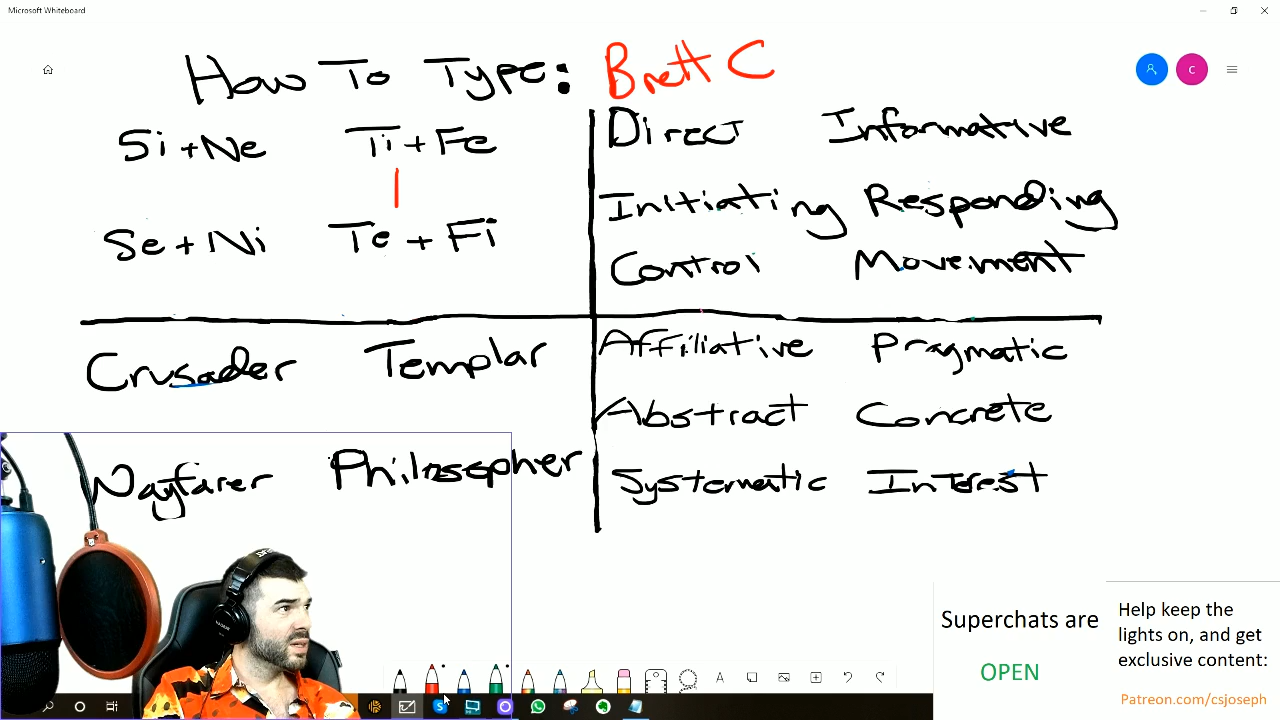 Microsoft Whiteboard
How To Type: Brett C
Si + Ne Ti + Fe
Se + Ni Te + Fi
Direct Informative
Initiating Responding
Control Movement
Crusader Templar
Wayfarer Philosopher
Affiliative Pragmatic
Abstract Concrete
Systematic Interest
C
Superchats are
OPEN
Help keep the
lights on, and get
exclusive content:
Patreon.com/csjoseph
A